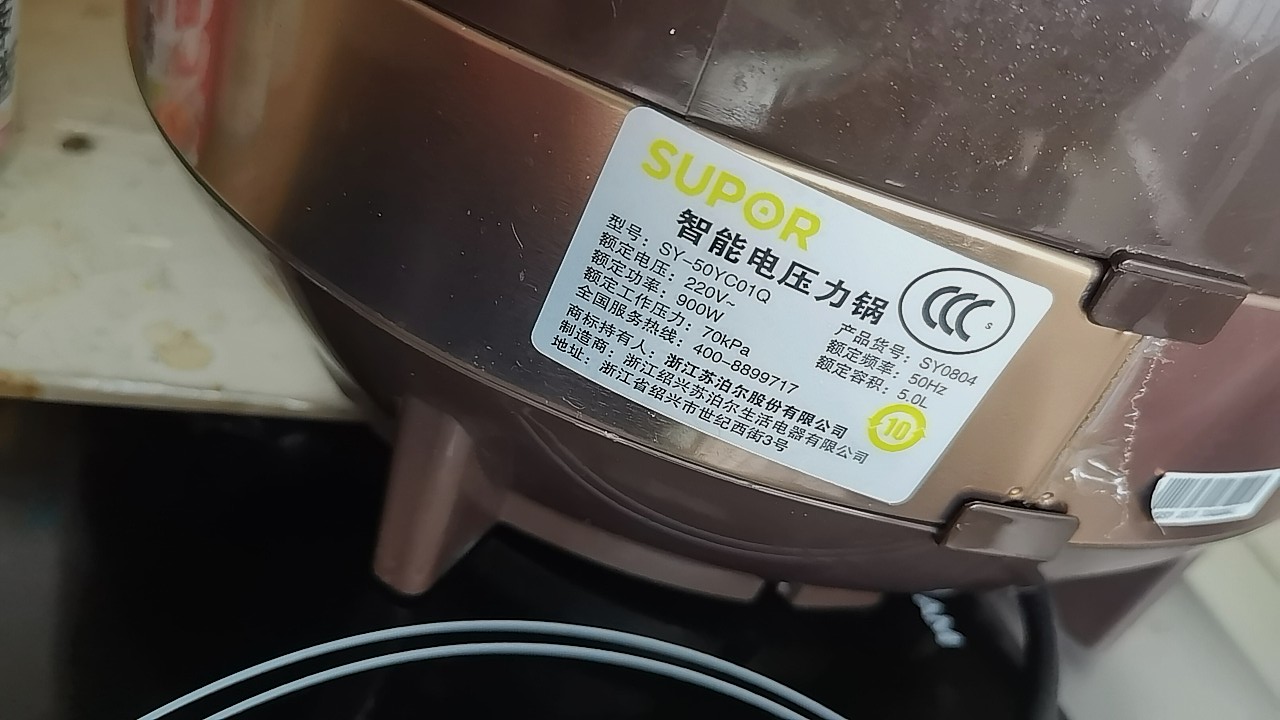 SUPOR
智能电压力锅
CCC
S
型号：SY-50YC01Q
产品货号：SY0804
额定电压：220V~
额定频率：50Hz
额定功率：900W
额定容积：5.0L
额定工作压力：70kPa
全国服务热线：400-8899717
商标持有人：浙江苏泊尔股份有限公司
制造商：浙江绍兴苏泊尔生活电器有限公司
地址：浙江省绍兴市世纪西街3号
10